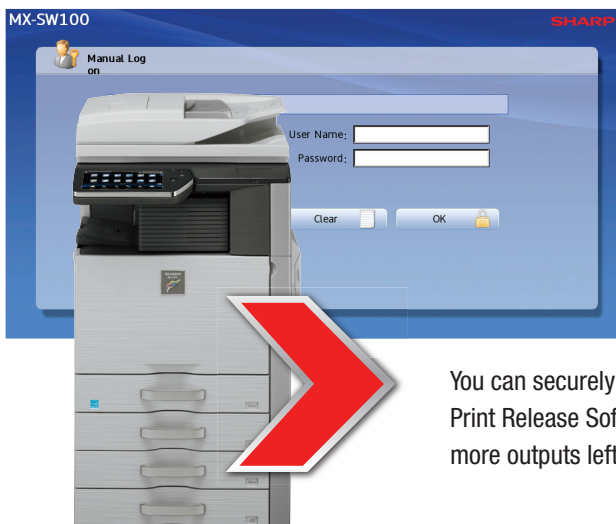 MX-SW100
SHARP
Manual Log
on
User Name:
Password:
Clear
OK
You can securely
Print Release Sof
more outputs left